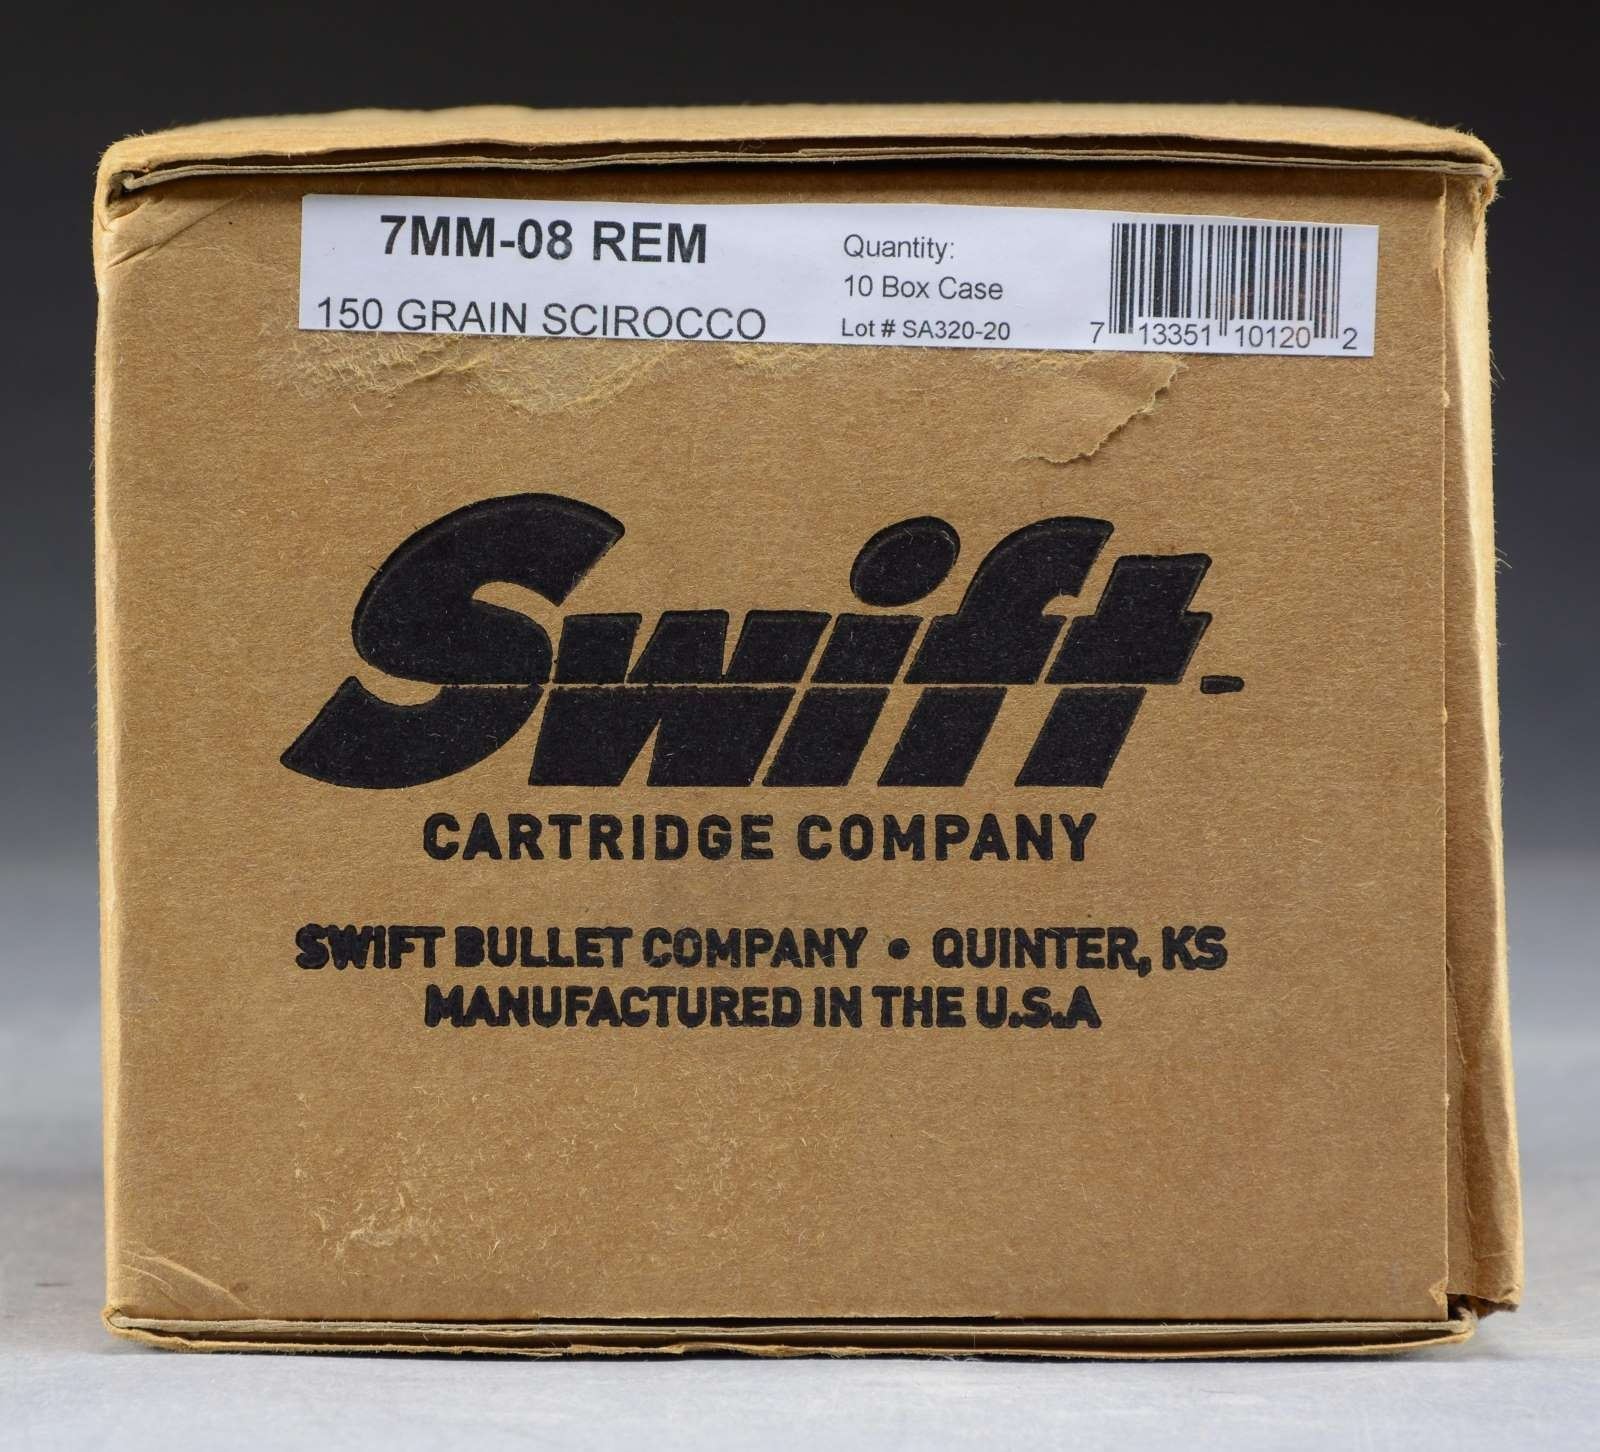 7MM-08 REM
150 GRAIN SCIROCCO
Quantity:
10 Box Case
Lot # SA320-20
7 13351 10120 2
Swift
CARTRIDGE COMPANY
SWIFT BULLET COMPANY • QUINTER, KS
MANUFACTURED IN THE U.S.A